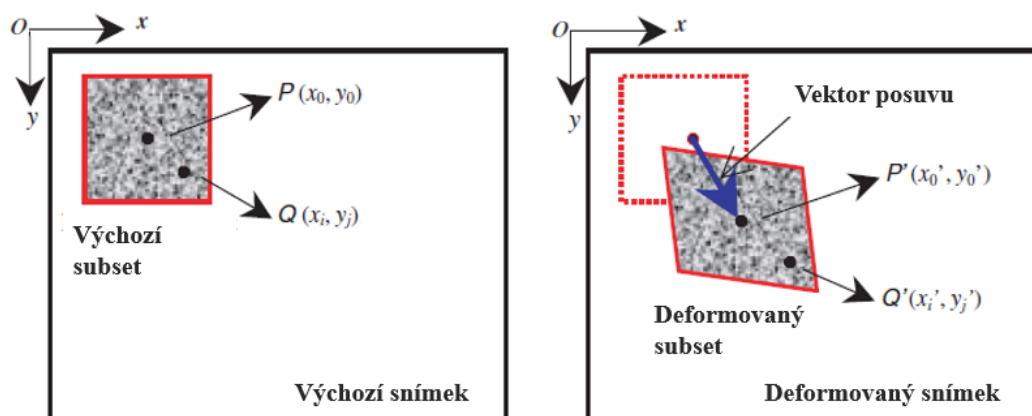 O x
y
P (x₀, y₀)
Q (xᵢ, yⱼ)
Výchozí
subset
Výchozí snímek
O x
y
Vektor posuvu
P' (x₀', y₀')
Q' (xᵢ', yⱼ')
Deformovaný
subset
Deformovaný snímek